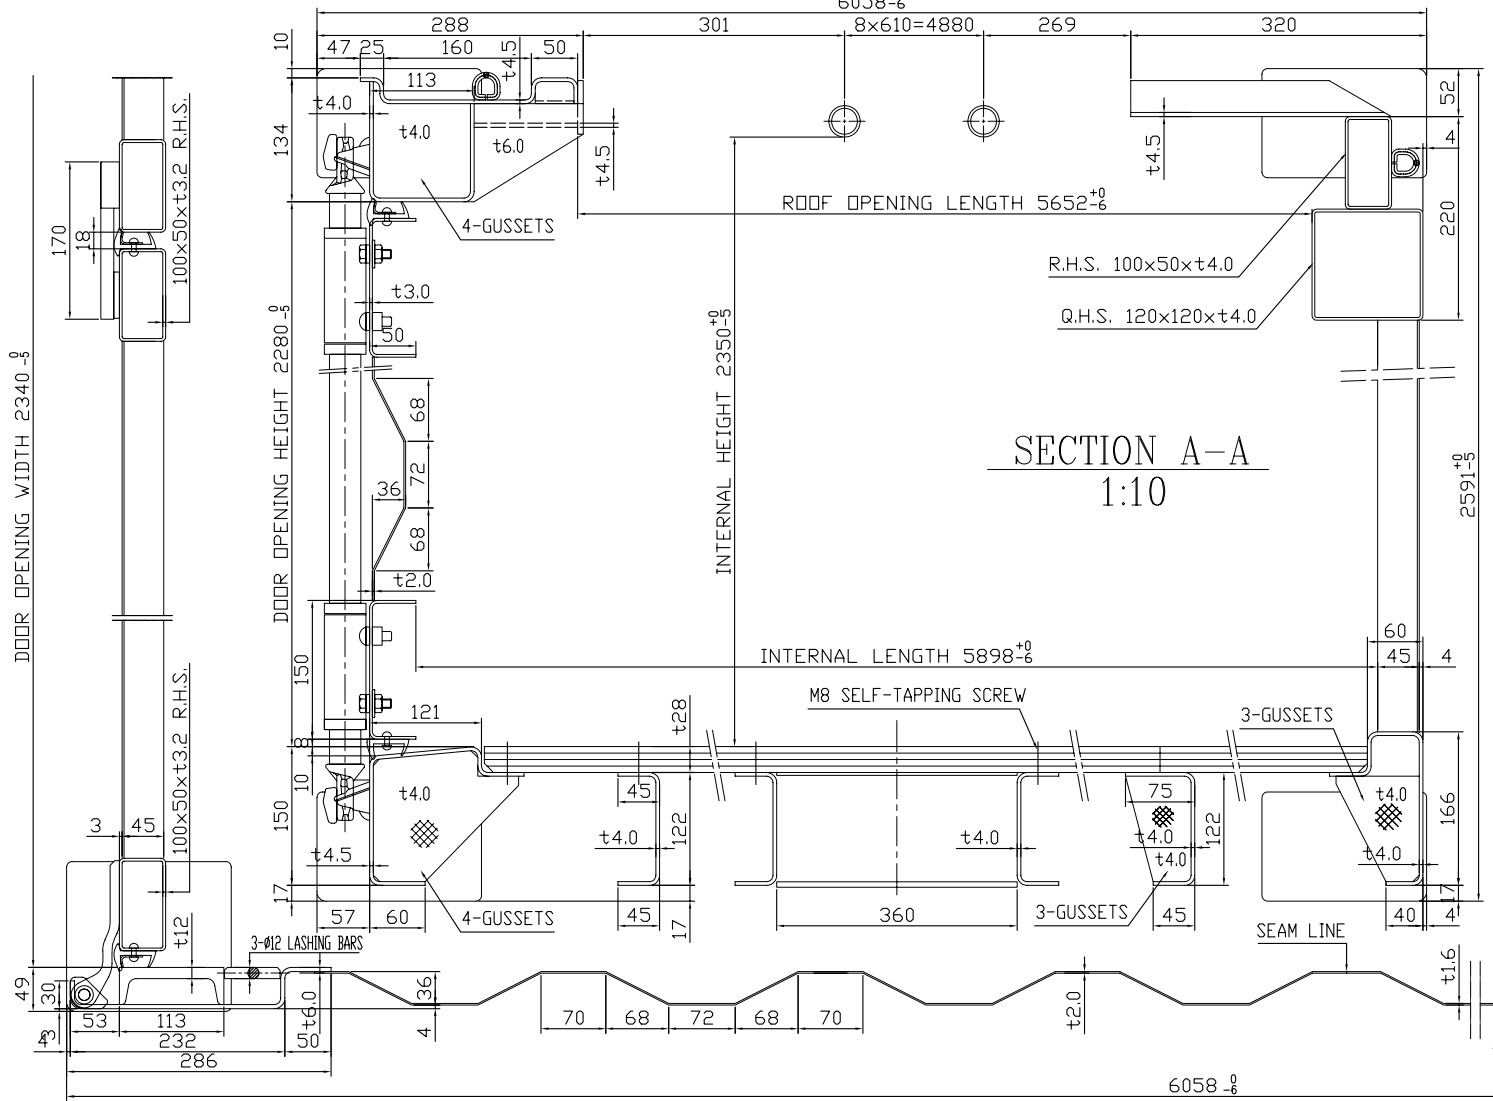 6058-6
288
301
8x610=4880
269
320
10
47
25
160
t4.5
50
113
52
t4.0
t4.0
t6.0
t4.5
t4.5
4
134
100x50xt3.2 R.H.S.
170
18
ROOF OPENING LENGTH 5652 +0 -6
220
4-GUSSETS
R.H.S. 100x50xt4.0
t3.0
Q.H.S. 120x120xt4.0
50
DOOR OPENING WIDTH 2340 0 -5
DOOR OPENING HEIGHT 2280 0 -5
INTERNAL HEIGHT 2350 +0 -5
68
72
36
68
SECTION A-A
1:10
2591 +0 -5
t2.0
60
INTERNAL LENGTH 5898 +0 -6
45
4
150
M8 SELF-TAPPING SCREW
100x50xt3.2 R.H.S.
121
t28
3-GUSSETS
8
10
t4.0
45
75
t4.0
150
3
45
t4.0
122
t4.0
t4.0
t4.0
122
166
t4.5
t4.0
17
57
60
4-GUSSETS
45
17
360
3-GUSSETS
45
40
17
4
t12
3-ø12 LASHING BARS
SEAM LINE
49
30
t6.0
36
t1.6
4
3
53
113
4
70
68
72
68
70
t2.0
232
50
286
6058 0 -6